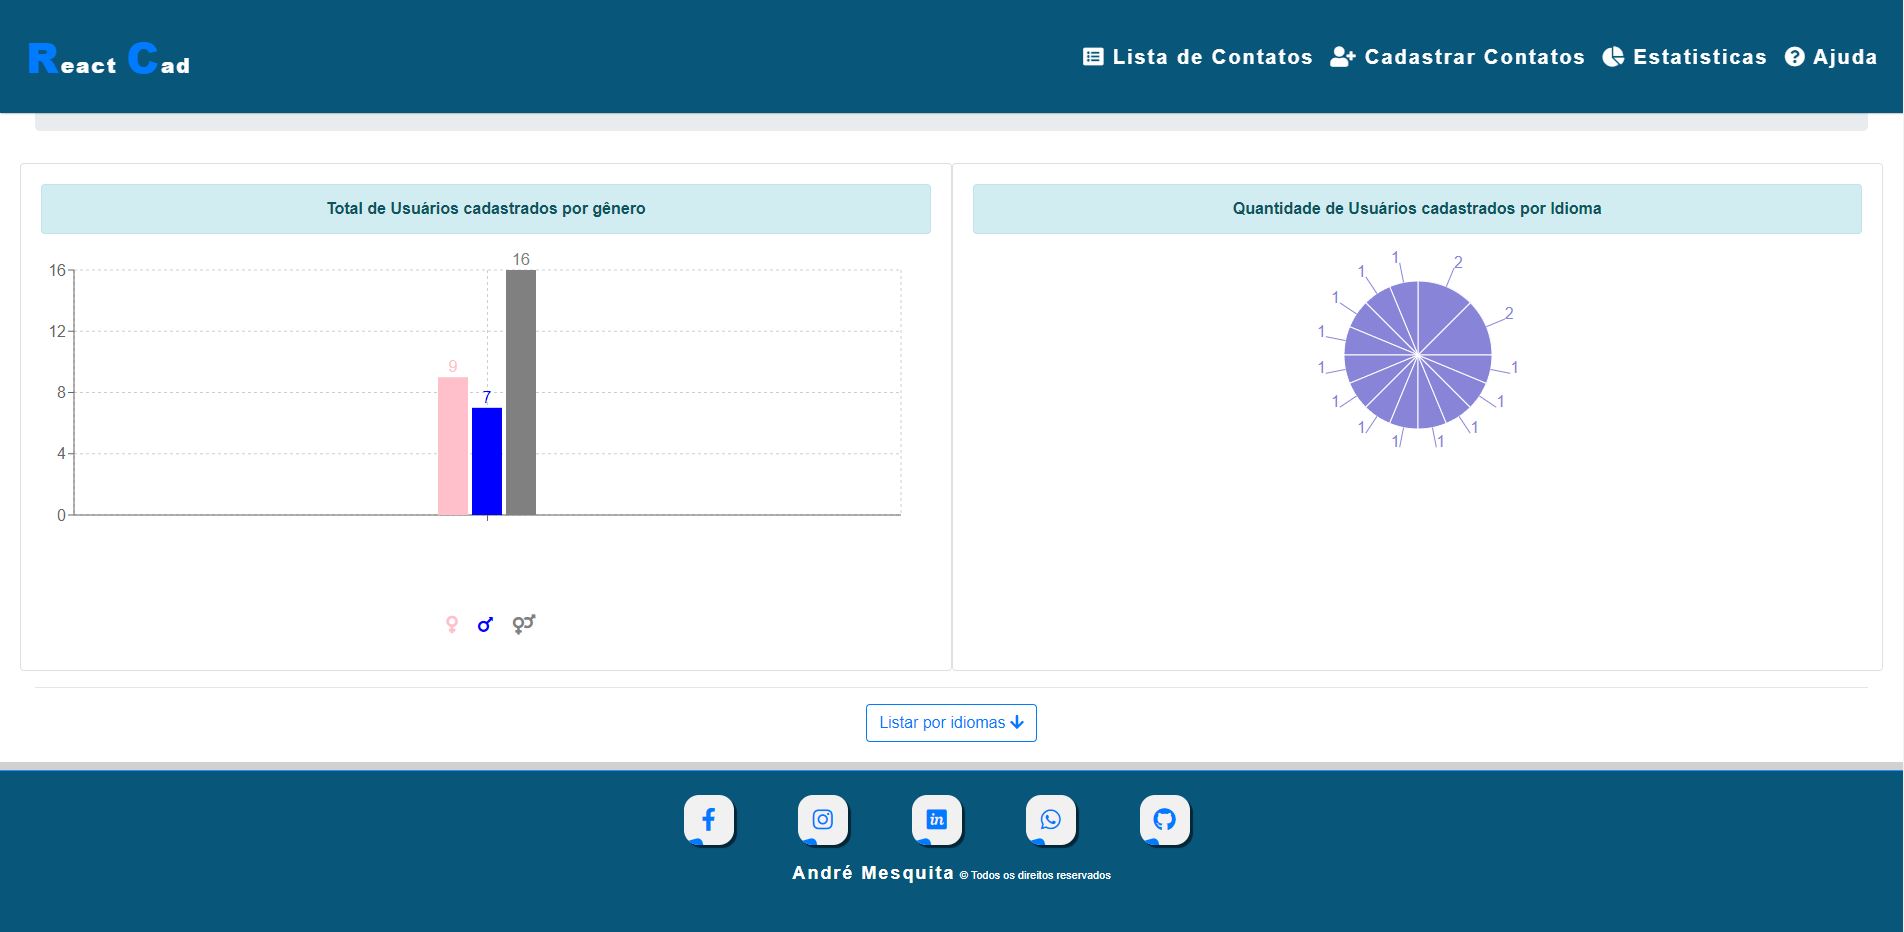 React Cad
Lista de Contatos
Cadastrar Contatos
Estatisticas
Ajuda
Total de Usuários cadastrados por gênero
16
12
8
4
0
9
7
16
Quantidade de Usuários cadastrados por Idioma
2
2
1
1
1
1
1
1
1
1
1
1
1
1
Listar por idiomas
in
André Mesquita © Todos os direitos reservados